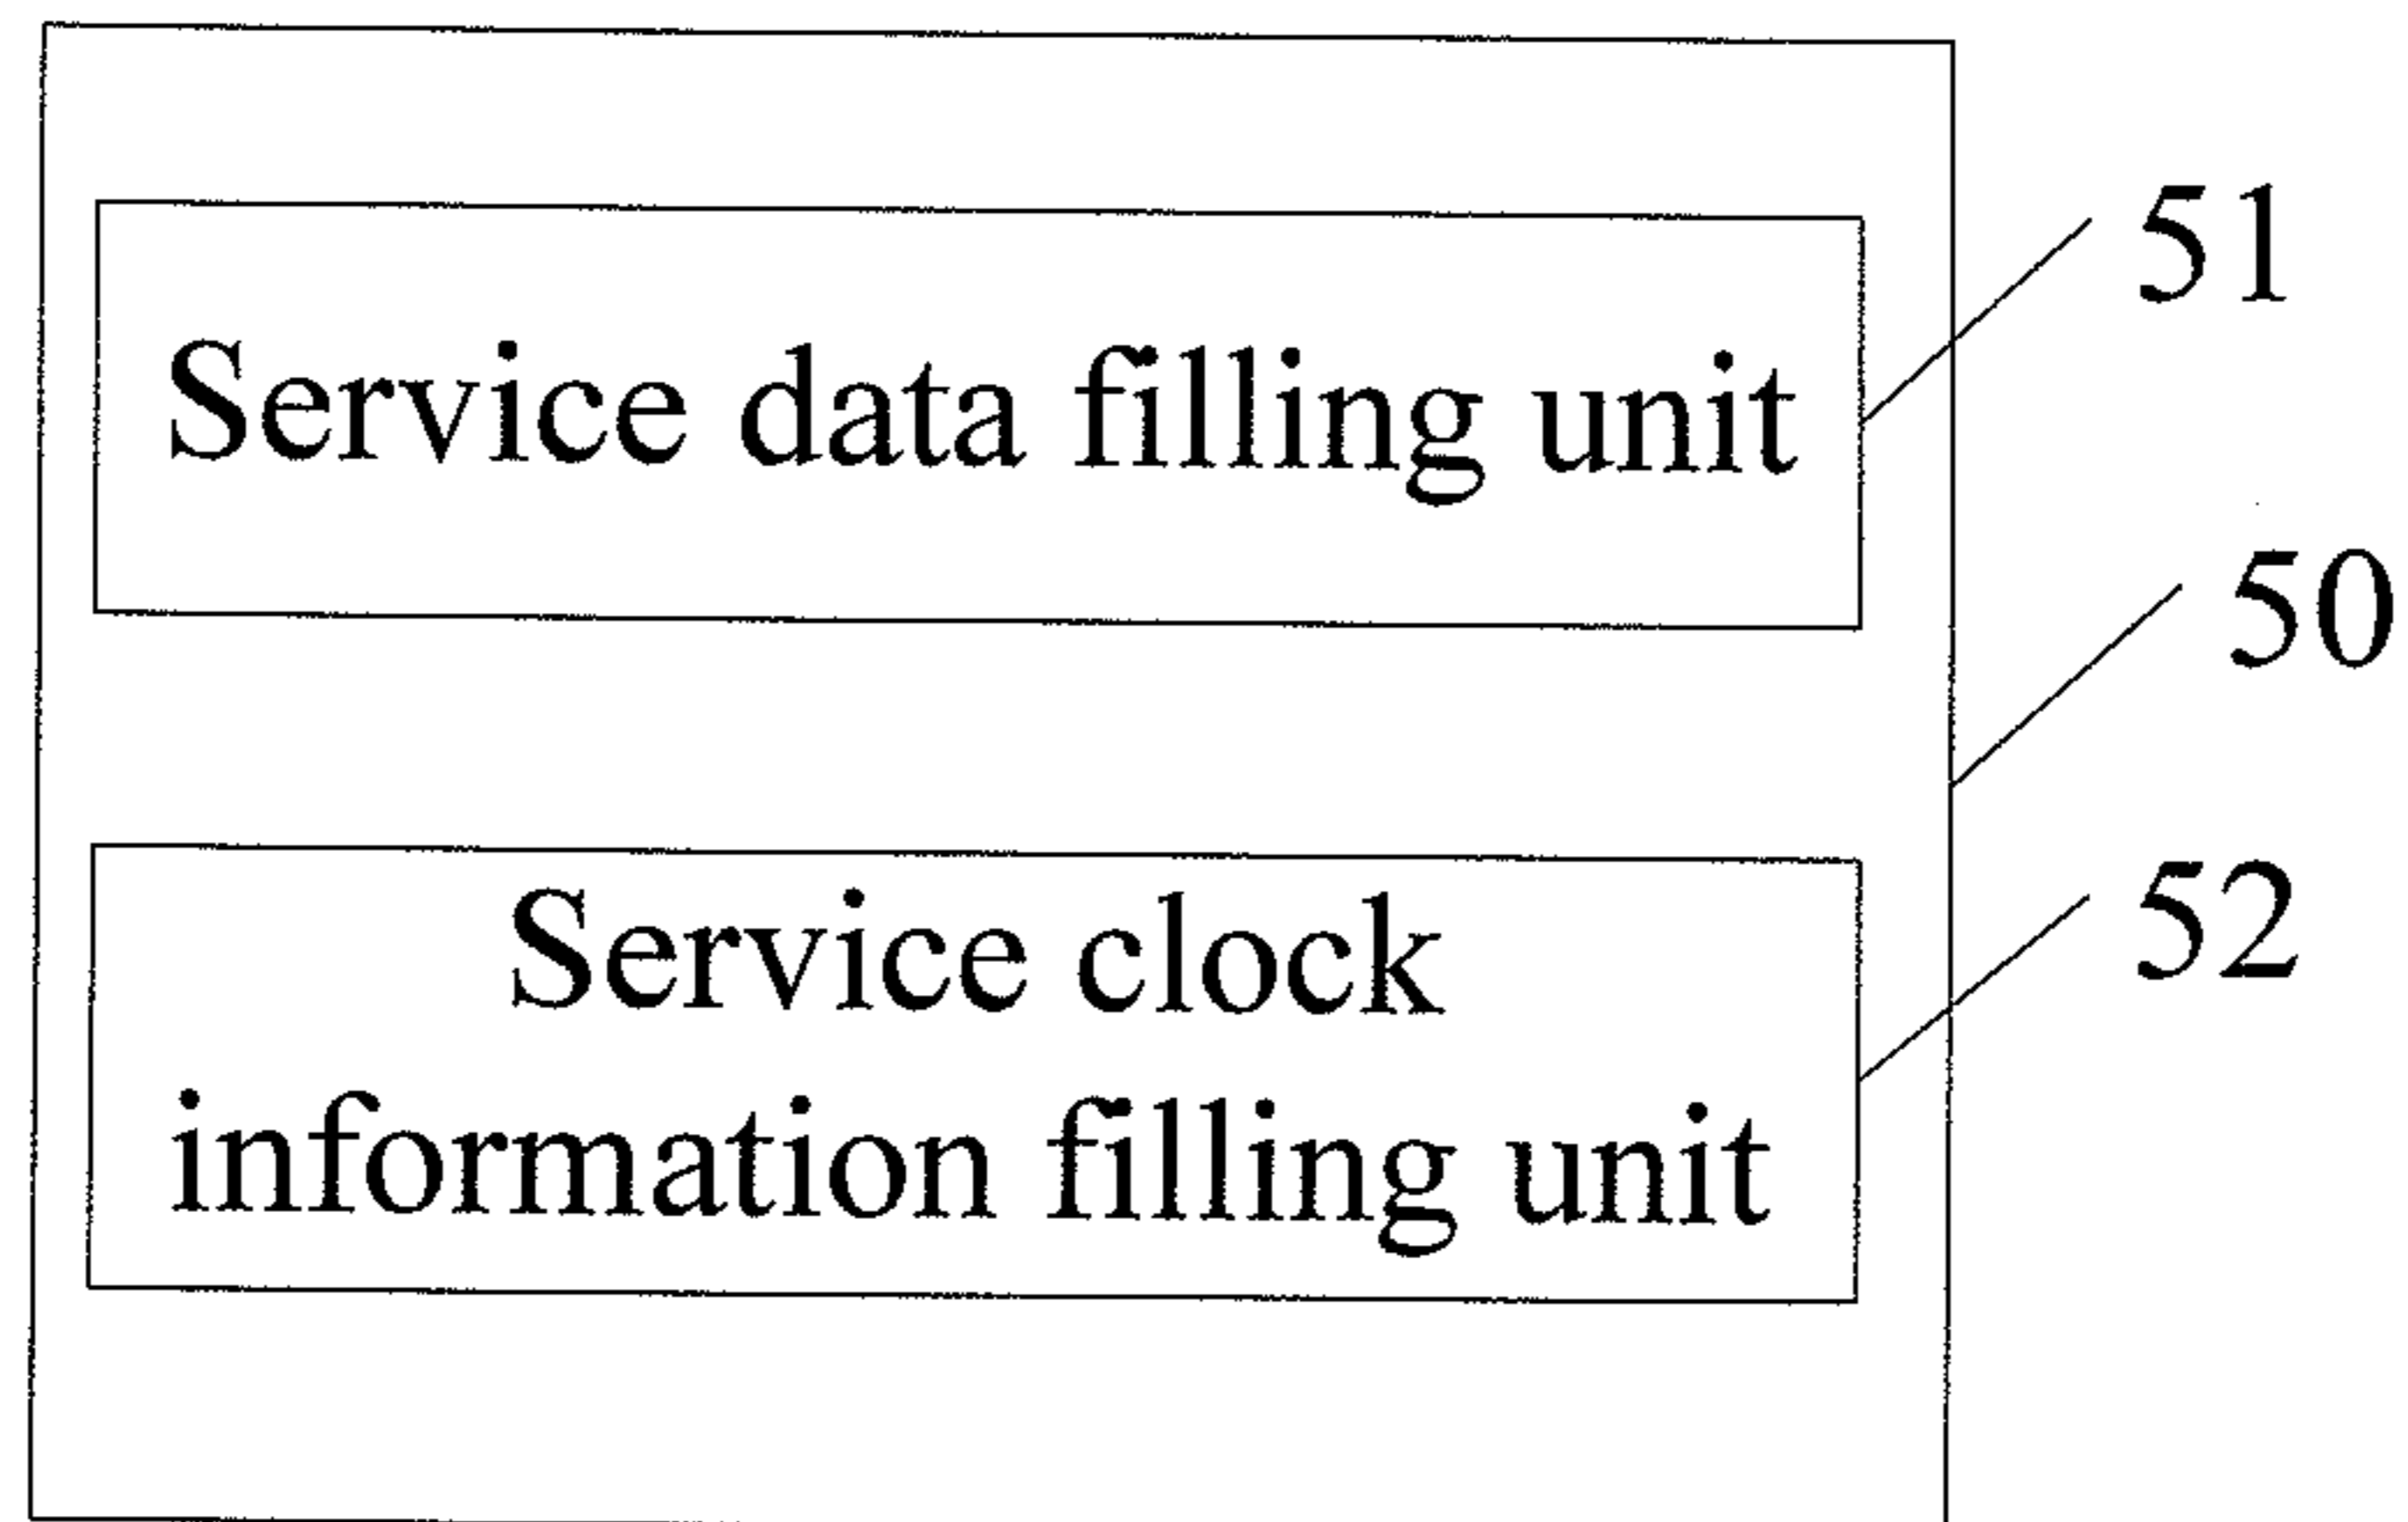 51
Service data filling unit
50
52
Service clock
information filling unit